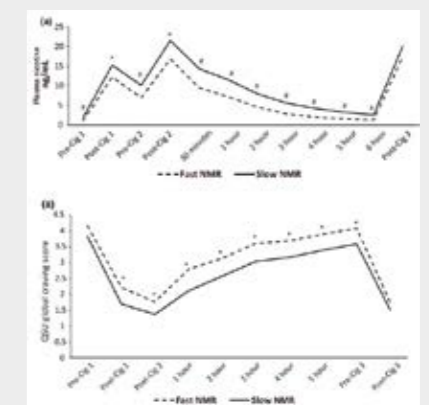 (a)
Plasma nicotine
ng/mL
25
20
15
10
5
0
Pre-Cig 1
Post-Cig 1
Pre-Cig 2
Post-Cig 2
30 minutes
1 hour
2 hour
3 hour
4 hour
5 hour
6 hour
Post-Cig 3
Fast NMR
Slow NMR
QSU global craving score
4.5
4
3.5
3
2.5
2
1.5
1
0.5
0
Pre-Cig 1
Post-Cig 1
Post-Cig 2
1 hour
2 hour
3 hour
4 hour
5 hour
Pre-Cig 3
Post-Cig 3
Fast NMR
Slow NMR